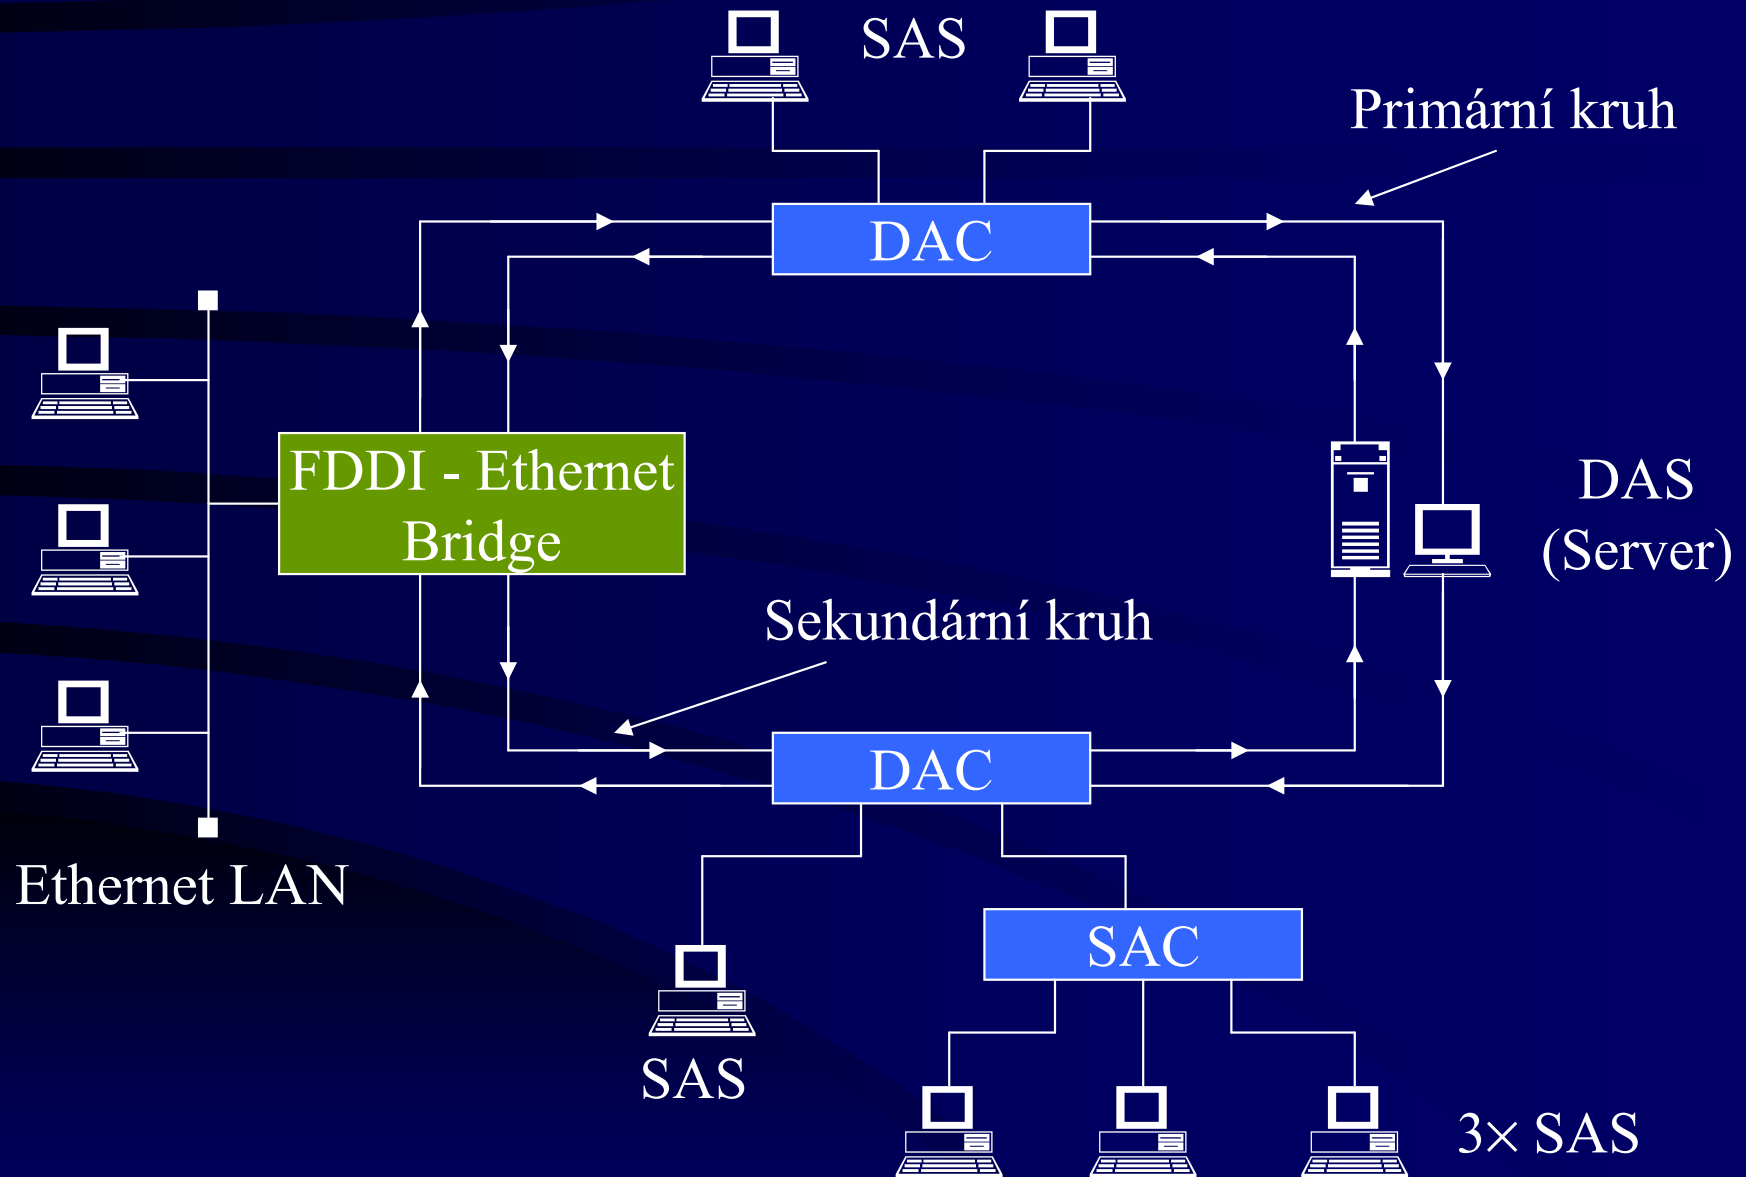 SAS
Primární kruh
DAC
FDDI - Ethernet
Bridge
DAS
(Server)
Sekundární kruh
DAC
Ethernet LAN
SAC
SAS
3× SAS